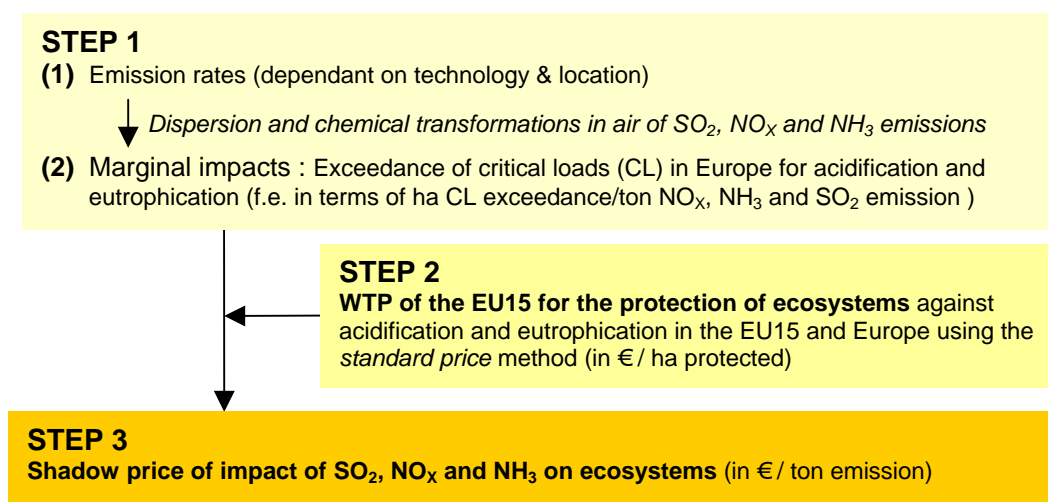 STEP 1
(1) Emission rates (dependant on technology & location)
Dispersion and chemical transformations in air of SO₂, NOₓ and NH₃ emissions
(2) Marginal impacts : Exceedance of critical loads (CL) in Europe for acidification and
eutrophication (f.e. in terms of ha CL exceedance/ton NOₓ, NH₃ and SO₂ emission )
STEP 2
WTP of the EU15 for the protection of ecosystems against
acidification and eutrophication in the EU15 and Europe using the
standard price method (in € / ha protected)
STEP 3
Shadow price of impact of SO₂, NOₓ and NH₃ on ecosystems (in € / ton emission)